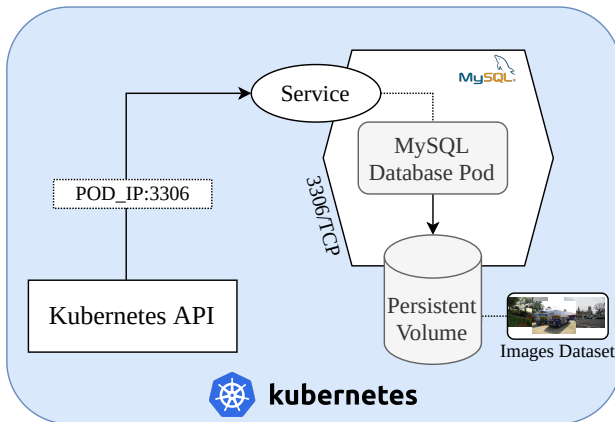 MySQL®
Service
MySQL
Database Pod
POD_IP:3306
3306/TCP
Kubernetes API
Persistent
Volume
Images Dataset
kubernetes